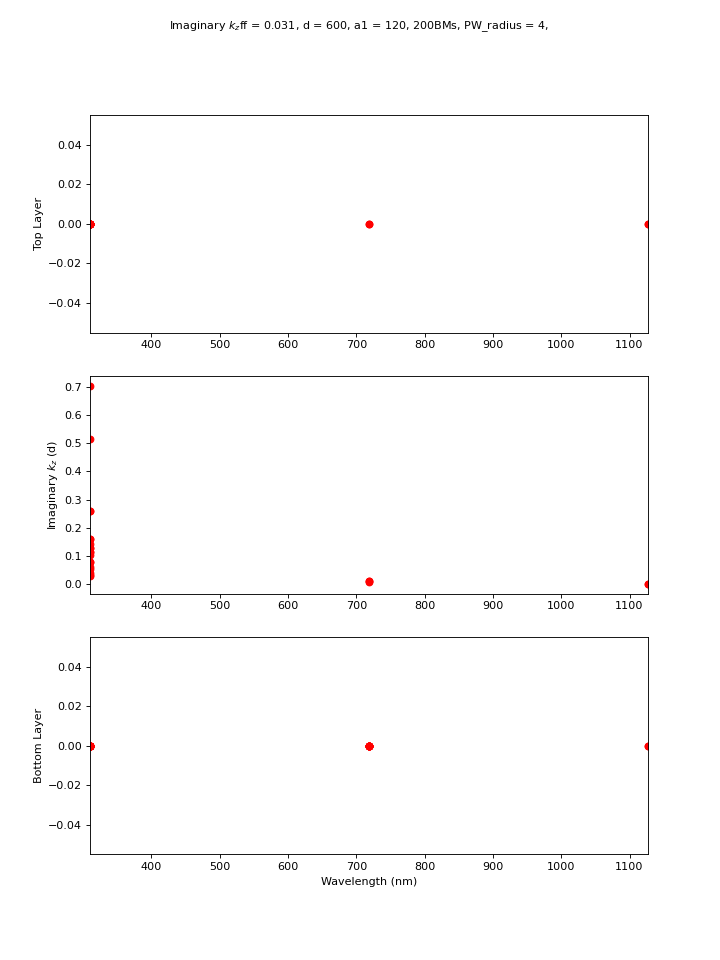 Imaginary k_z ff = 0.031, d = 600, a1 = 120, 200BMs, PW_radius = 4,
0.04
0.02
Top Layer
0.00
−0.02
−0.04
400 500 600 700 800 900 1000 1100
0.7
0.6
0.5
Imaginary k_z (d)
0.4
0.3
0.2
0.1
0.0
400 500 600 700 800 900 1000 1100
0.04
0.02
Bottom Layer
0.00
−0.02
−0.04
400 500 600 700 800 900 1000 1100
Wavelength (nm)